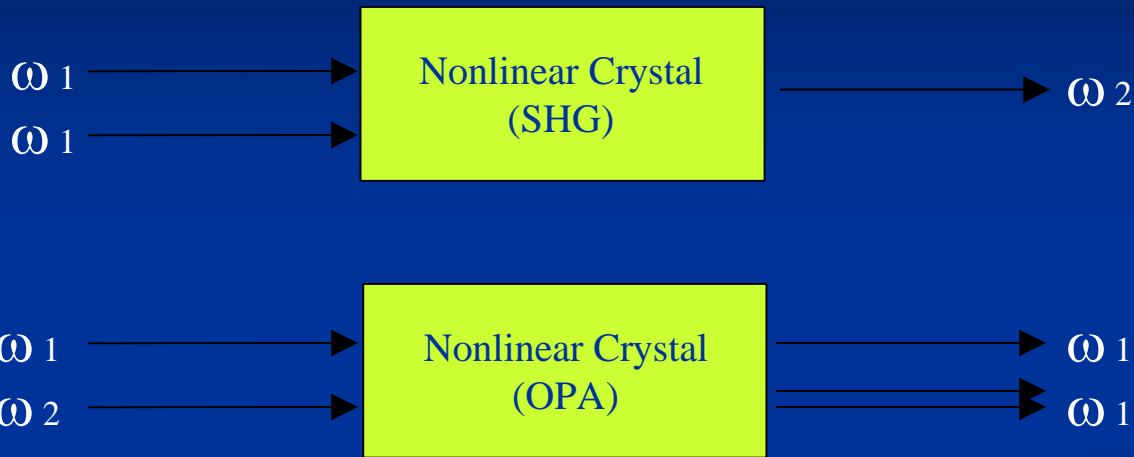 ω 1
ω 1
Nonlinear Crystal
(SHG)
ω 2
ω 1
ω 2
Nonlinear Crystal
(OPA)
ω 1
ω 1